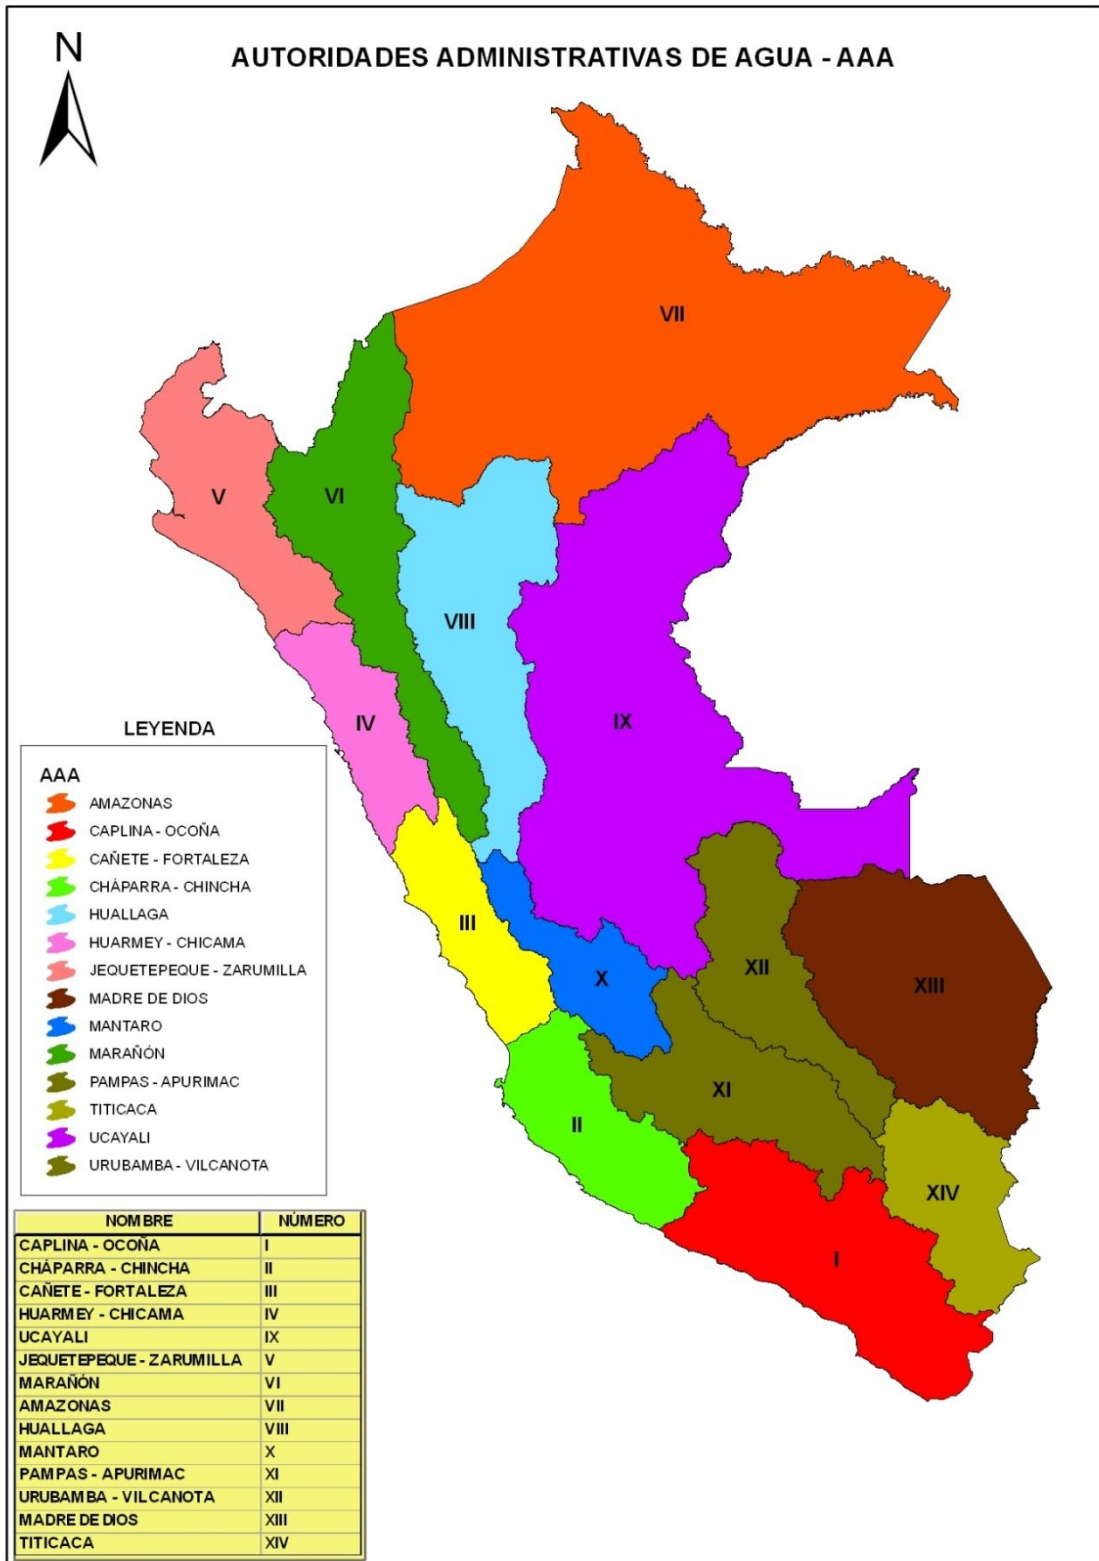 N
AUTORIDADES ADMINISTRATIVAS DE AGUA - AAA
VII
V
VI
VIII
IV
IX
III
X
XII
XIII
XI
II
XIV
I
LEYENDA
AAA
AMAZONAS
CAPLINA - OCOÑA
CAÑETE - FORTALEZA
CHÁPARRA - CHINCHA
HUALLAGA
HUARMEY - CHICAMA
JEQUETEPEQUE - ZARUMILLA
MADRE DE DIOS
MANTARO
MARAÑÓN
PAMPAS - APURIMAC
TITICACA
UCAYALI
URUBAMBA - VILCANOTA
NOMBRE NÚMERO
CAPLINA - OCOÑA I
CHÁPARRA - CHINCHA II
CAÑETE - FORTALEZA III
HUARMEY - CHICAMA IV
UCAYALI IX
JEQUETEPEQUE - ZARUMILLA V
MARAÑÓN VI
AMAZONAS VII
HUALLAGA VIII
MANTARO X
PAMPAS - APURIMAC XI
URUBAMBA - VILCANOTA XII
MADRE DE DIOS XIII
TITICACA XIV